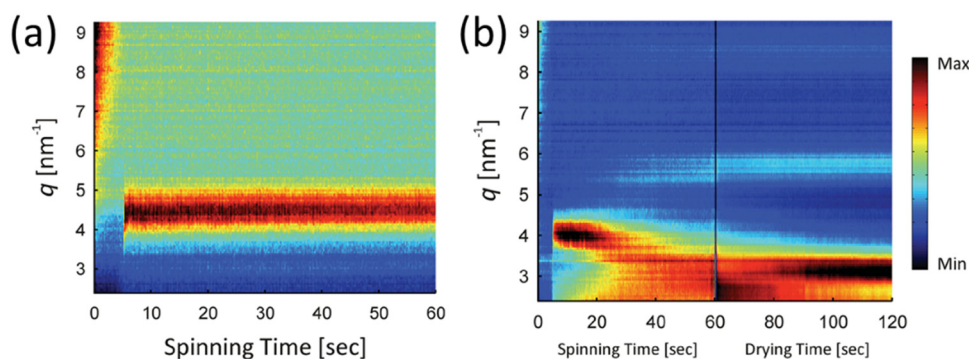 (a)
9
8
7
6
5
4
3
q [nm⁻¹]
0 10 20 30 40 50 60
Spinning Time [sec]
(b)
9
8
7
6
5
4
3
q [nm⁻¹]
0 20 40 60 80 100 120
Spinning Time [sec] Drying Time [sec]
Max
Min